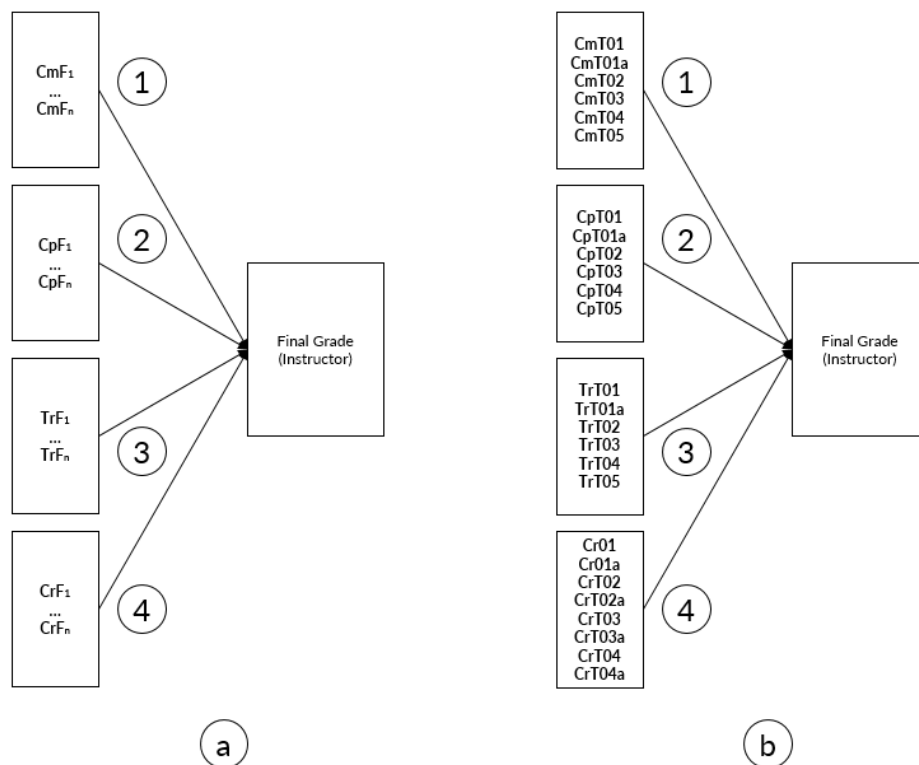 CmF₁
...
CmFₙ
1
CpF₁
...
CpFₙ
2
TrF₁
...
TrFₙ
3
CrF₁
...
CrFₙ
4
Final Grade
(Instructor)
a
CmT01
CmT01a
CmT02
CmT03
CmT04
CmT05
1
CpT01
CpT01a
CpT02
CpT03
CpT04
CpT05
2
TrT01
TrT01a
TrT02
TrT03
TrT04
TrT05
3
Cr01
Cr01a
CrT02
CrT02a
CrT03
CrT03a
CrT04
CrT04a
4
Final Grade
(Instructor)
b